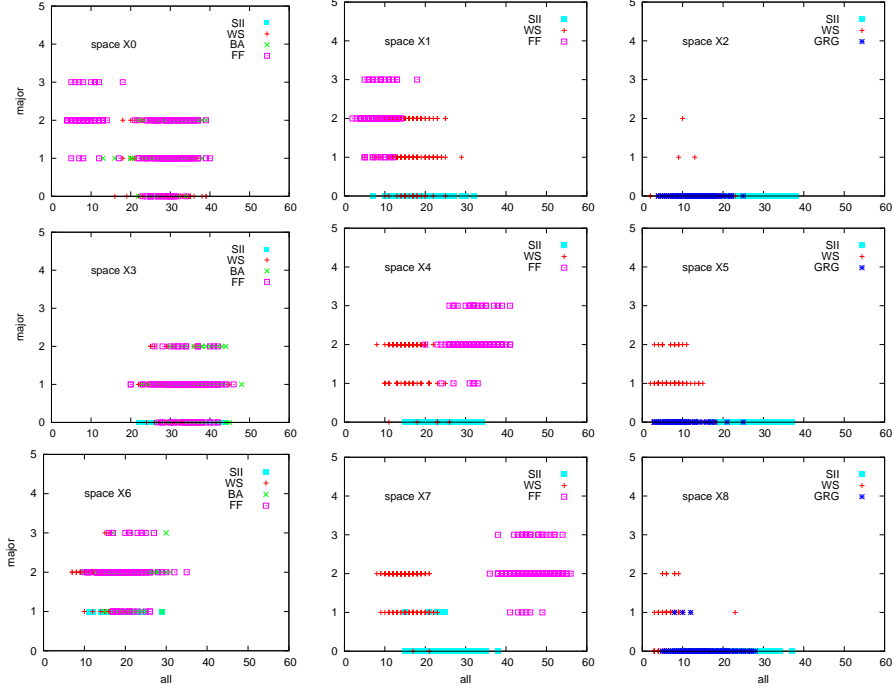 5 SII
4 space X0 WS
BA
3 FF
2
1
0
0 10 20 30 40 50 60
major
5 SII
4 space X1 WS
FF
3
2
1
0
0 10 20 30 40 50 60
5 SII
4 space X2 WS
GRG
3
2
1
0
0 10 20 30 40 50 60
5 SII
4 space X3 WS
BA
3 FF
2
1
0
0 10 20 30 40 50 60
major
5 SII
4 space X4 WS
FF
3
2
1
0
0 10 20 30 40 50 60
5 SII
4 space X5 WS
GRG
3
2
1
0
0 10 20 30 40 50 60
5 SII
4 space X6 WS
BA
3 FF
2
1
0
0 10 20 30 40 50 60
major
all
5 SII
4 space X7 WS
FF
3
2
1
0
0 10 20 30 40 50 60
all
5 SII
4 space X8 WS
GRG
3
2
1
0
0 10 20 30 40 50 60
all